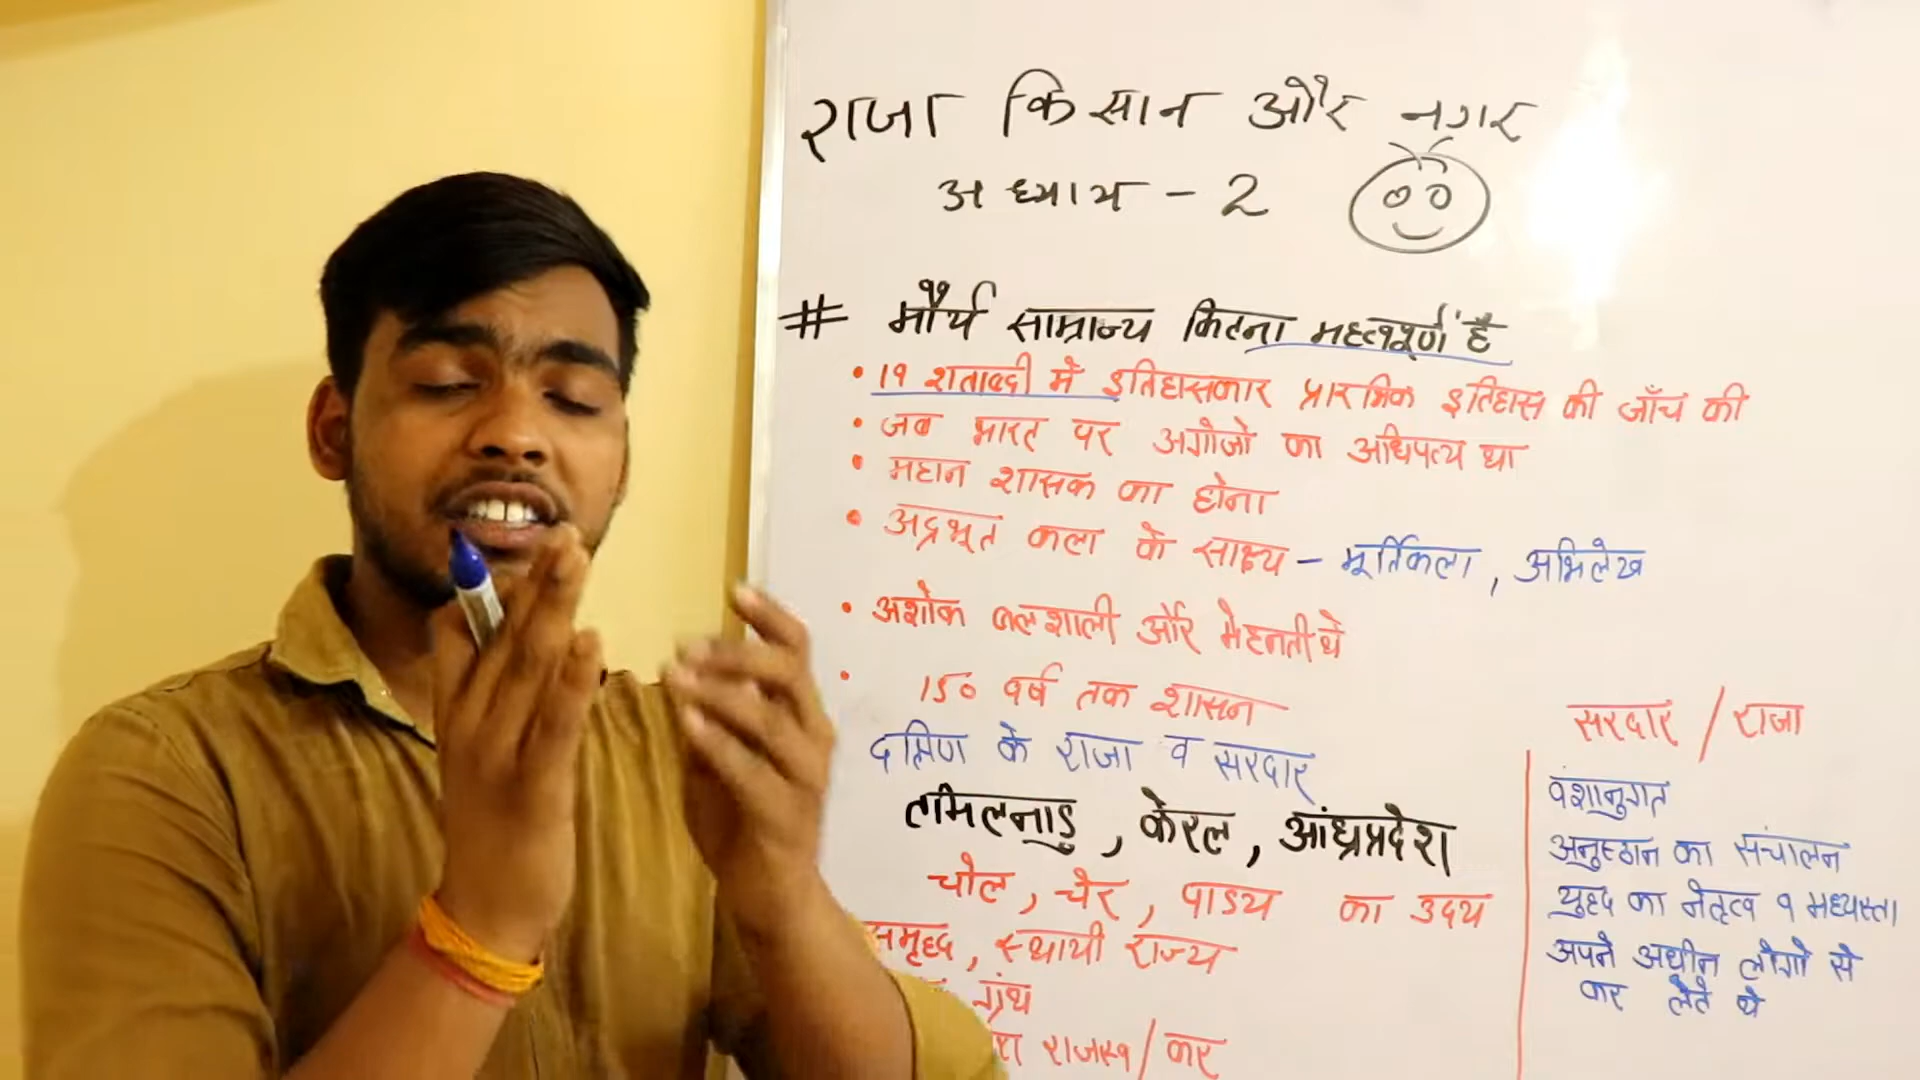 राजा किसान और नगर
अध्याय - 2
# मौर्य साम्राज्य कितना महत्वपूर्ण है
• 19 शताब्दी में इतिहासकार प्रारंभिक इतिहास की जाँच की
• जब भारत पर अंग्रेजो का अधिपत्य था
• महान शासक का होना
• अद्भूत कला के साक्ष्य - मूर्तिकला, अभिलेख
• अशोक बलशाली और मेहनती थे
• 150 वर्ष तक शासन
दक्षिण के राजा व सरदार
तमिलनाडु, केरल, आंध्रप्रदेश
चोल, चेर, पाडय का उदय
समृद्ध, स्थायी राज्य
ग्रंथ
राजस्व/कर
सरदार / राजा
वंशानुगत
अनुष्ठान का संचालन
युद्ध का नेतृत्व व मध्यस्ता
अपने अधीन लोगो से
कर लेते थे